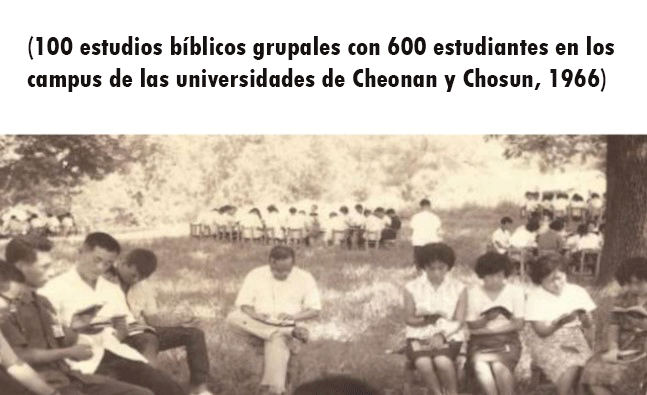 (100 estudios bíblicos grupales con 600 estudiantes en los
campus de las universidades de Cheonan y Chosun, 1966)